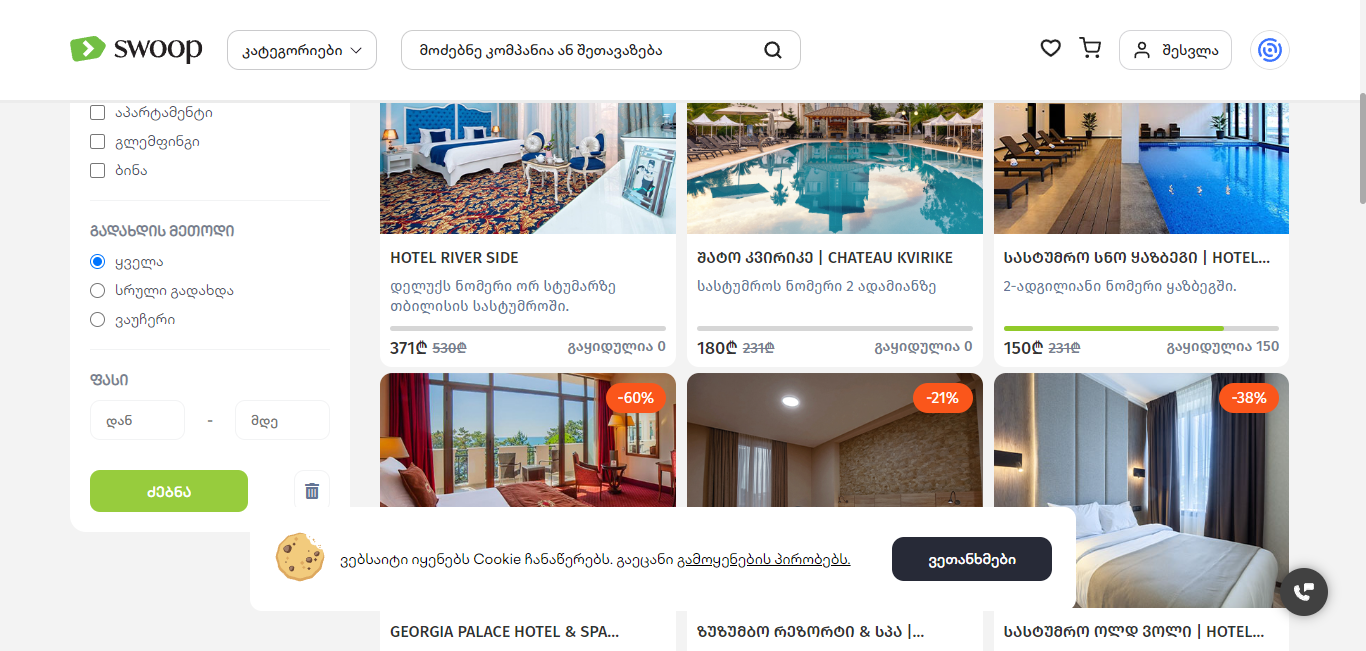 swoop
კატეგორიები
მოძებნე კომპანია ან შეთავაზება
შესვლა
აპარტამენტი
გლემფინგი
ბინა
გადახდის მეთოდი
ყველა
სრული გადახდა
ვაუჩერი
ფასი
დან
-
მდე
ძებნა
HOTEL RIVER SIDE
დელუქს ნომერი ორ სტუმარზე
თბილისის სასტუმროში.
371₾ 530₾
გაყიდულია 0
შატო კვირიკე | CHATEAU KVIRIKE
სასტუმროს ნომერი 2 ადამიანზე
180₾ 231₾
გაყიდულია 0
სასტუმრო სნო ყაზბეგი | HOTEL...
2-ადგილიანი ნომერი ყაზბეგში.
150₾ 231₾
გაყიდულია 150
-60%
-21%
-38%
ვებსაიტი იყენებს Cookie ჩანაწერებს. გაეცანი გამოყენების პირობებს.
ვეთანხმები
GEORGIA PALACE HOTEL & SPA...
ზუზუმბო რეზორტი & სპა |...
სასტუმრო ოლდ ვოლი | HOTEL...